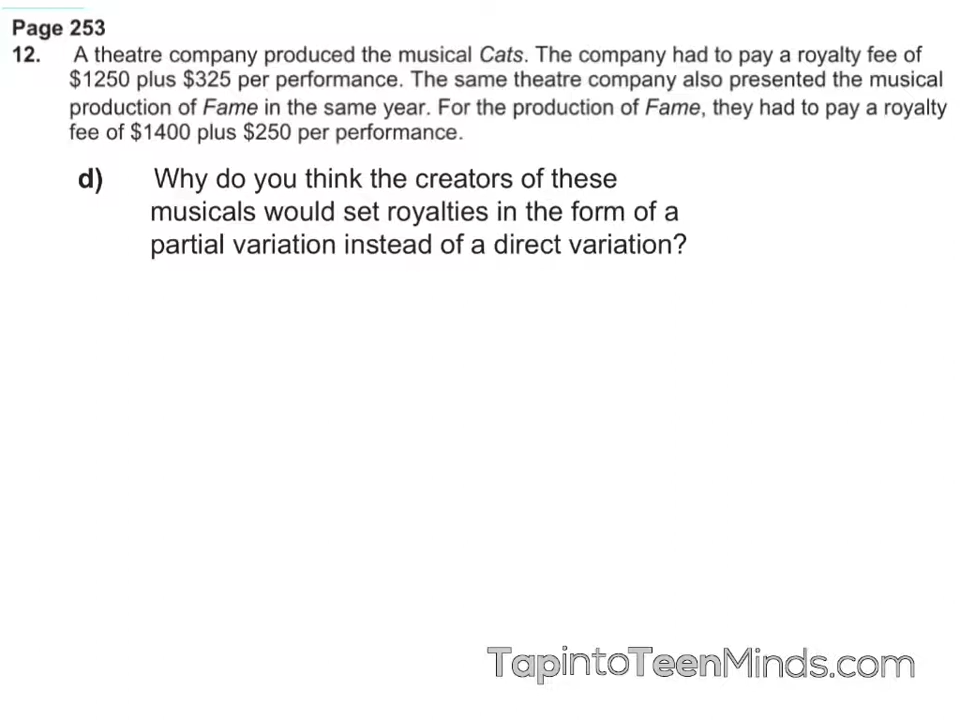 Page 253
12. A theatre company produced the musical Cats. The company had to pay a royalty fee of
$1250 plus $325 per performance. The same theatre company also presented the musical
production of Fame in the same year. For the production of Fame, they had to pay a royalty
fee of $1400 plus $250 per performance.
d) Why do you think the creators of these
musicals would set royalties in the form of a
partial variation instead of a direct variation?
TapintoTeenMinds.com